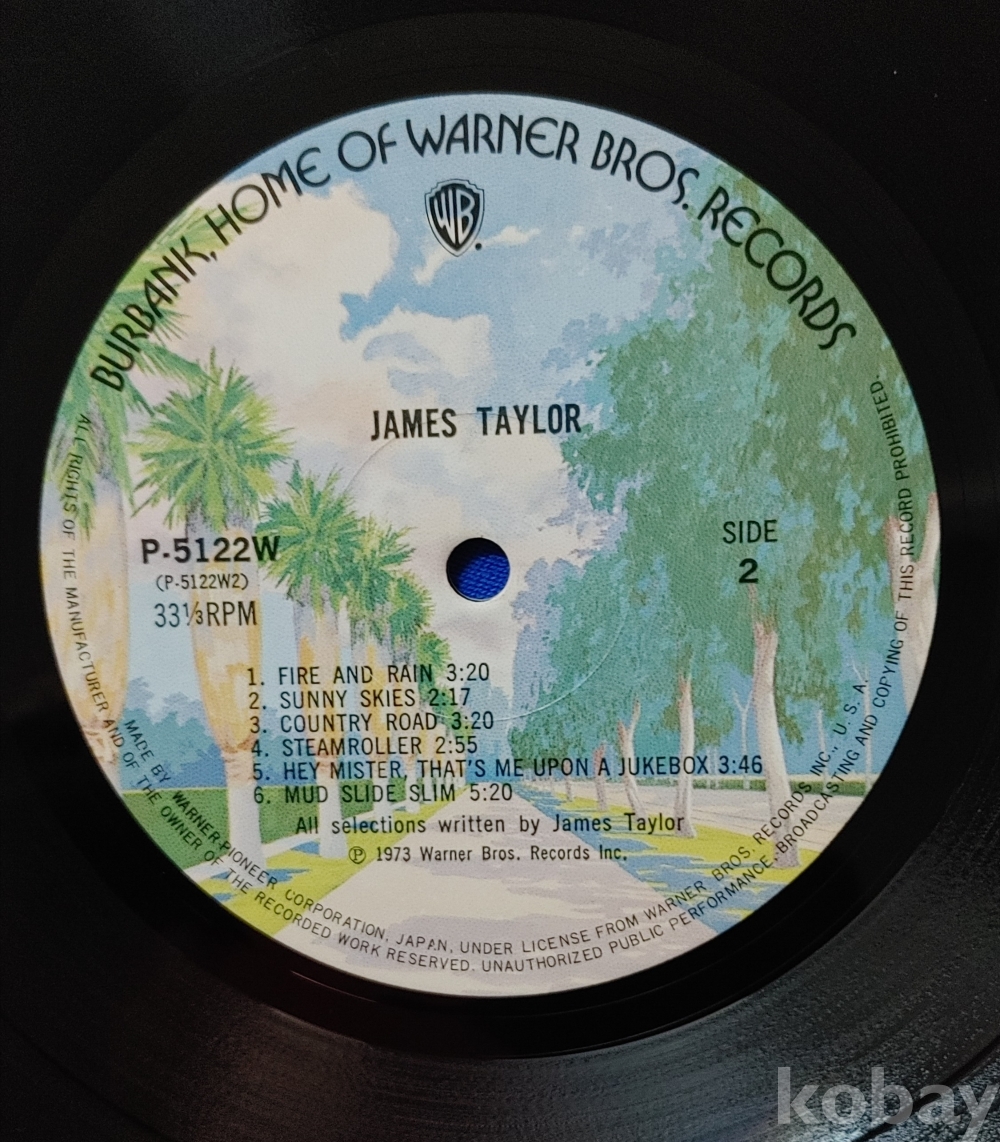 BURBANK, HOME OF WARNER BROS. RECORDS
WB
JAMES TAYLOR
P-5122W
(P-5122W2)
33⅓RPM
SIDE
2
1. FIRE AND RAIN 3:20
2. SUNNY SKIES 2:17
3. COUNTRY ROAD 3:20
4. STEAMROLLER 2:55
5. HEY MISTER, THAT'S ME UPON A JUKEBOX 3:46
6. MUD SLIDE SLIM 5:20
All selections written by James Taylor
Ⓟ 1973 Warner Bros. Records Inc.
MADE BY WARNER-PIONEER CORPORATION, JAPAN, UNDER LICENSE FROM WARNER BROS. RECORDS INC., U. S. A.
ALL RIGHTS OF THE MANUFACTURER AND OF THE OWNER OF THE RECORDED WORK RESERVED. UNAUTHORIZED PUBLIC PERFORMANCE, BROADCASTING AND COPYING OF THIS RECORD PROHIBITED.
kobay